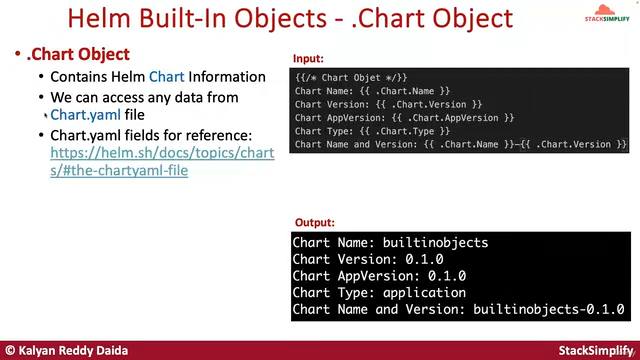 Helm Built-In Objects - .Chart Object
STACKSIMPLIFY
• .Chart Object
• Contains Helm Chart Information
• We can access any data from
Chart.yaml file
• Chart.yaml fields for reference:
https://helm.sh/docs/topics/chart
s/#the-chartyaml-file
Input:
{{/* Chart Objet */}}
Chart Name: {{ .Chart.Name }}
Chart Version: {{ .Chart.Version }}
Chart AppVersion: {{ .Chart.AppVersion }}
Chart Type: {{ .Chart.Type }}
Chart Name and Version: {{ .Chart.Name }}-{{ .Chart.Version }}
Output:
Chart Name: builtinobjects
Chart Version: 0.1.0
Chart AppVersion: 0.1.0
Chart Type: application
Chart Name and Version: builtinobjects-0.1.0
© Kalyan Reddy Daida
StackSimplify